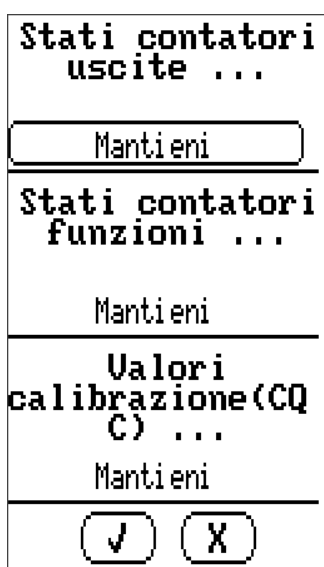 Stati contatori
uscite ...
Mantieni
Stati contatori
funzioni ...
Mantieni
Valori
calibrazione(CQ
C) ...
Mantieni
√ X